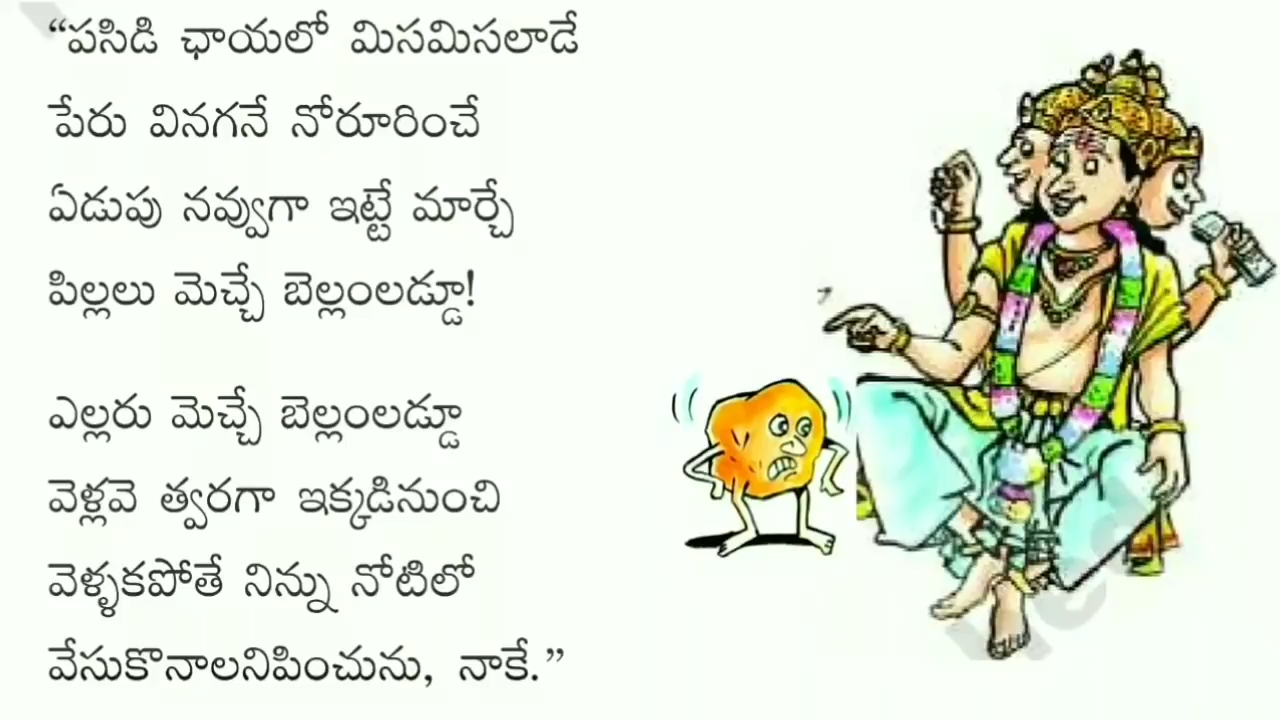 “పసిడి ఛాయలో మిసమిసలాడే
పేరు వినగనే నోరూరించే
ఏడుపు నవ్వుగా ఇట్టే మార్చే
పిల్లలు మెచ్చే బెల్లంలడ్డూ!
ఎల్లరు మెచ్చే బెల్లంలడ్డూ
వెళ్లవె త్వరగా ఇక్కడినుంచి
వెళ్ళకపోతే నిన్ను నోటిలో
వేసుకొనాలనిపించును, నాకే.”